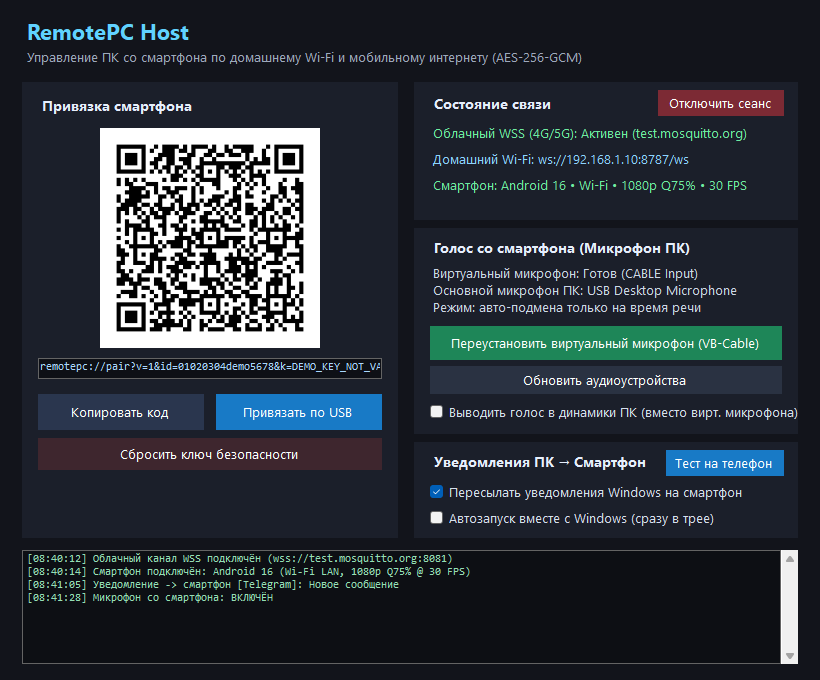 RemotePC Host
Управление ПК со смартфона по домашнему Wi-Fi и мобильному интернету (AES-256-GCM)
Привязка смартфона
remotepc://pair?v=1&id=01020304demo5678&k=DEMO_KEY_NOT_VA
Копировать код
Привязать по USB
Сбросить ключ безопасности
Состояние связи
Отключить сеанс
Облачный WSS (4G/5G): Активен (test.mosquitto.org)
Домашний Wi-Fi: ws://192.168.1.10:8787/ws
Смартфон: Android 16 • Wi-Fi • 1080p Q75% • 30 FPS
Голос со смартфона (Микрофон ПК)
Виртуальный микрофон: Готов (CABLE Input)
Основной микрофон ПК: USB Desktop Microphone
Режим: авто-подмена только на время речи
Переустановить виртуальный микрофон (VB-Cable)
Обновить аудиоустройства
Выводить голос в динамики ПК (вместо вирт. микрофона)
Уведомления ПК → Смартфон
Тест на телефон
Пересылать уведомления Windows на смартфон
Автозапуск вместе с Windows (сразу в трее)
[08:40:12] Облачный канал WSS подключён (wss://test.mosquitto.org:8081)
[08:40:14] Смартфон подключён: Android 16 (Wi-Fi LAN, 1080p Q75% @ 30 FPS)
[08:41:05] Уведомление -> смартфон [Telegram]: Новое сообщение
[08:41:28] Микрофон со смартфона: ВКЛЮЧЁН